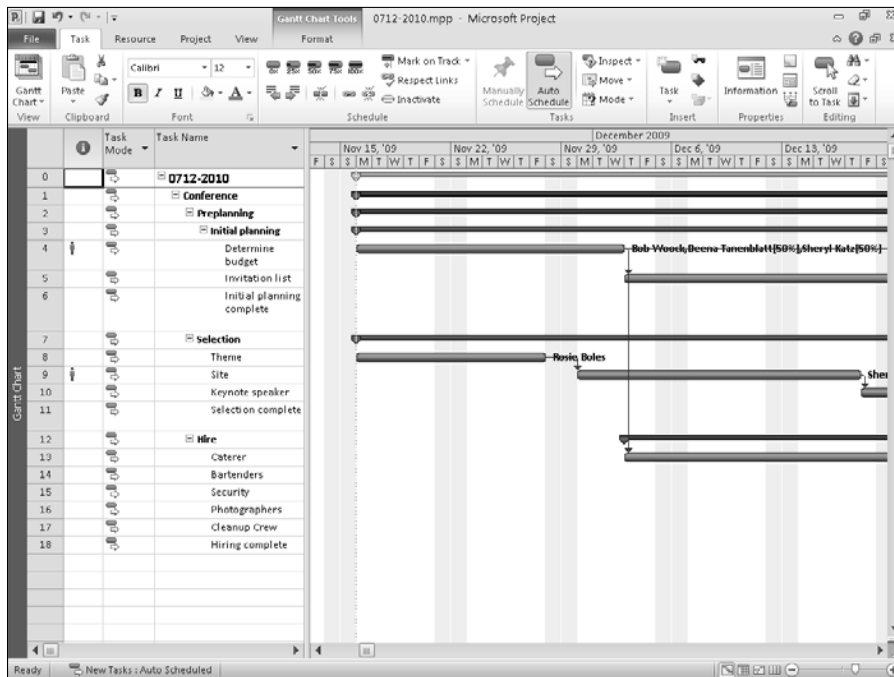 Gantt Chart Tools
0712-2010.mpp - Microsoft Project
File Task Resource Project View Format
Gantt Chart
View
Paste
Clipboard
Calibri 12
B I U A
Font
0% 25% 50% 75% 100%
Mark on Track
Respect Links
Inactivate
Schedule
Manually Schedule
Auto Schedule
Inspect
Move
Mode
Tasks
Task
Insert
Information
Properties
Scroll to Task
Editing
Task Mode
Task Name
December 2009
Nov 15, '09 Nov 22, '09 Nov 29, '09 Dec 6, '09 Dec 13, '09
F S S M T W T F S S M T W T F S S M T W T F S S M T W T F S S M T W T F S
0 0712-2010
1 Conference
2 Preplanning
3 Initial planning
4 Determine budget
Bob Woock,Deena Tanenblatt[50%],Sheryl Katz[50%]
5 Invitation list
6 Initial planning complete
7 Selection
8 Theme
Rosie Boles
9 Site
Sher
10 Keynote speaker
11 Selection complete
12 Hire
13 Caterer
14 Bartenders
15 Security
16 Photographers
17 Cleanup Crew
18 Hiring complete
Gantt Chart
Ready New Tasks : Auto Scheduled